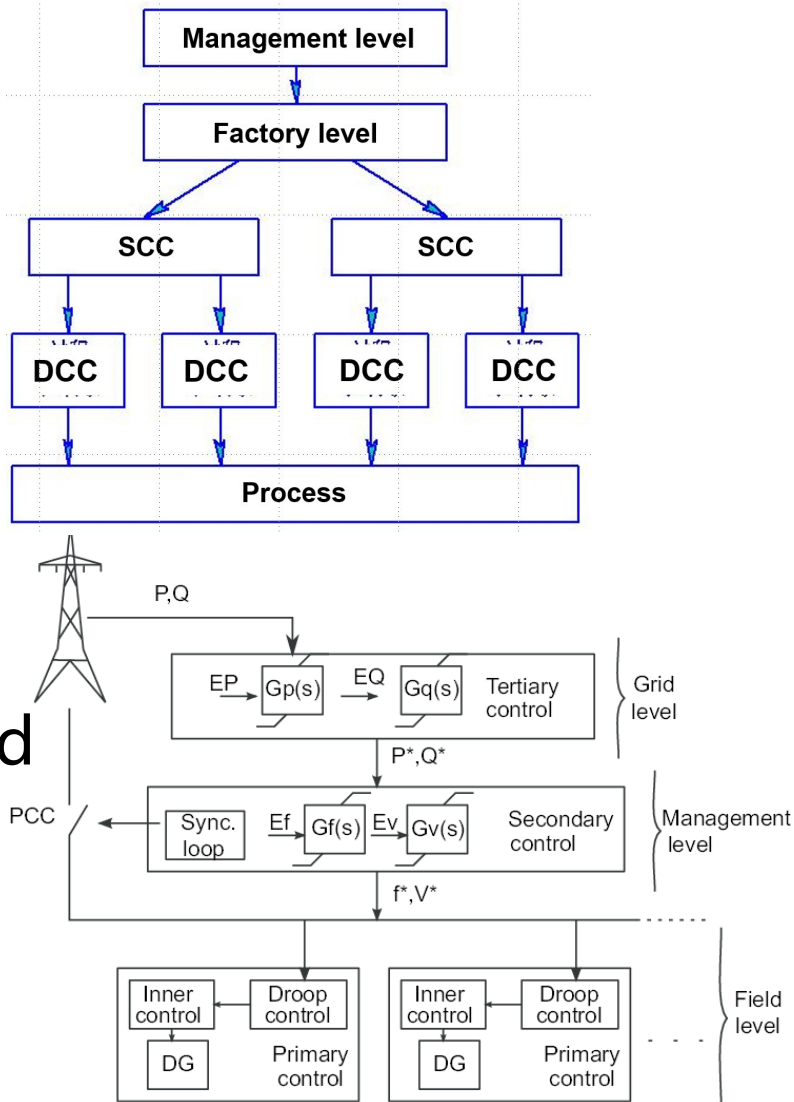 Management level
Factory level
SCC
SCC
DCC
DCC
DCC
DCC
Process
P,Q
EP
Gp(s)
EQ
Gq(s)
Tertiary
control
Grid
level
d
P*,Q*
PCC
Sync.
loop
Ef
Gf(s)
Ev
Gv(s)
Secondary
control
Management
level
f*,V*
Inner
control
Droop
control
DG
Primary
control
Inner
control
Droop
control
DG
Primary
control
Field
level